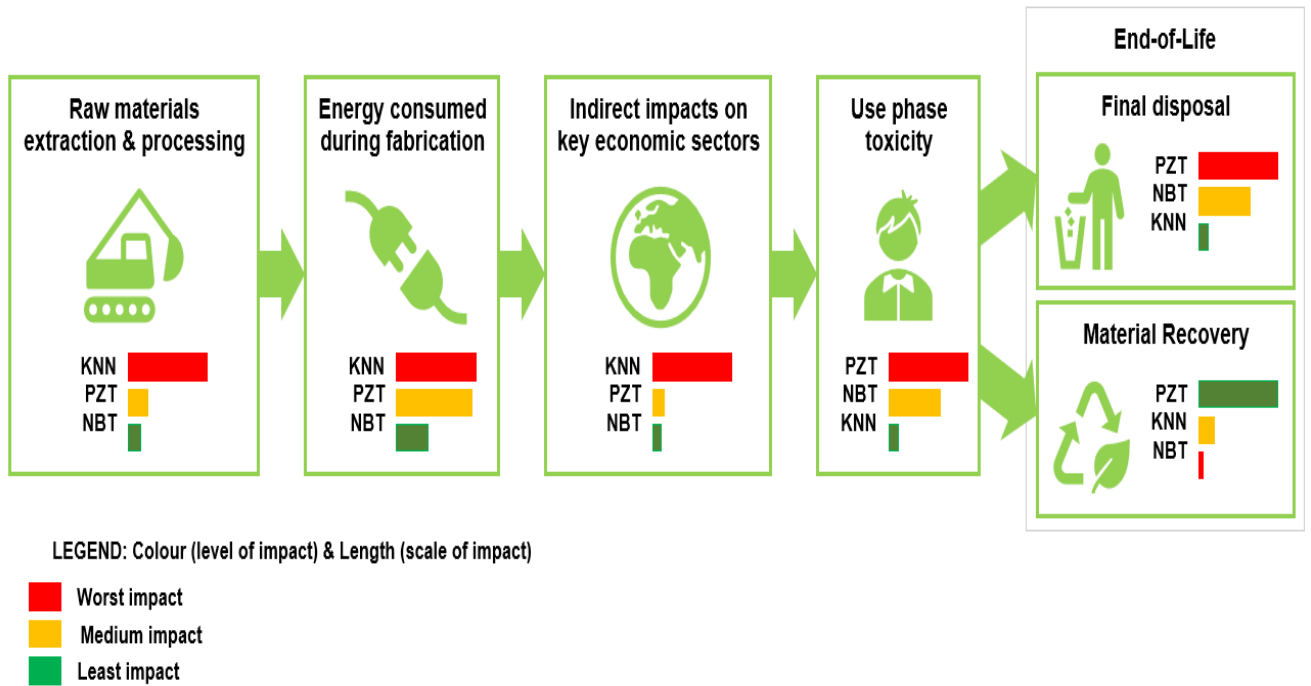 Raw materials
extraction & processing
KNN
PZT
NBT
Energy consumed
during fabrication
KNN
PZT
NBT
Indirect impacts on
key economic sectors
KNN
PZT
NBT
Use phase
toxicity
PZT
NBT
KNN
End-of-Life
Final disposal
PZT
NBT
KNN
Material Recovery
PZT
KNN
NBT
LEGEND: Colour (level of impact) & Length (scale of impact)
Worst impact
Medium impact
Least impact